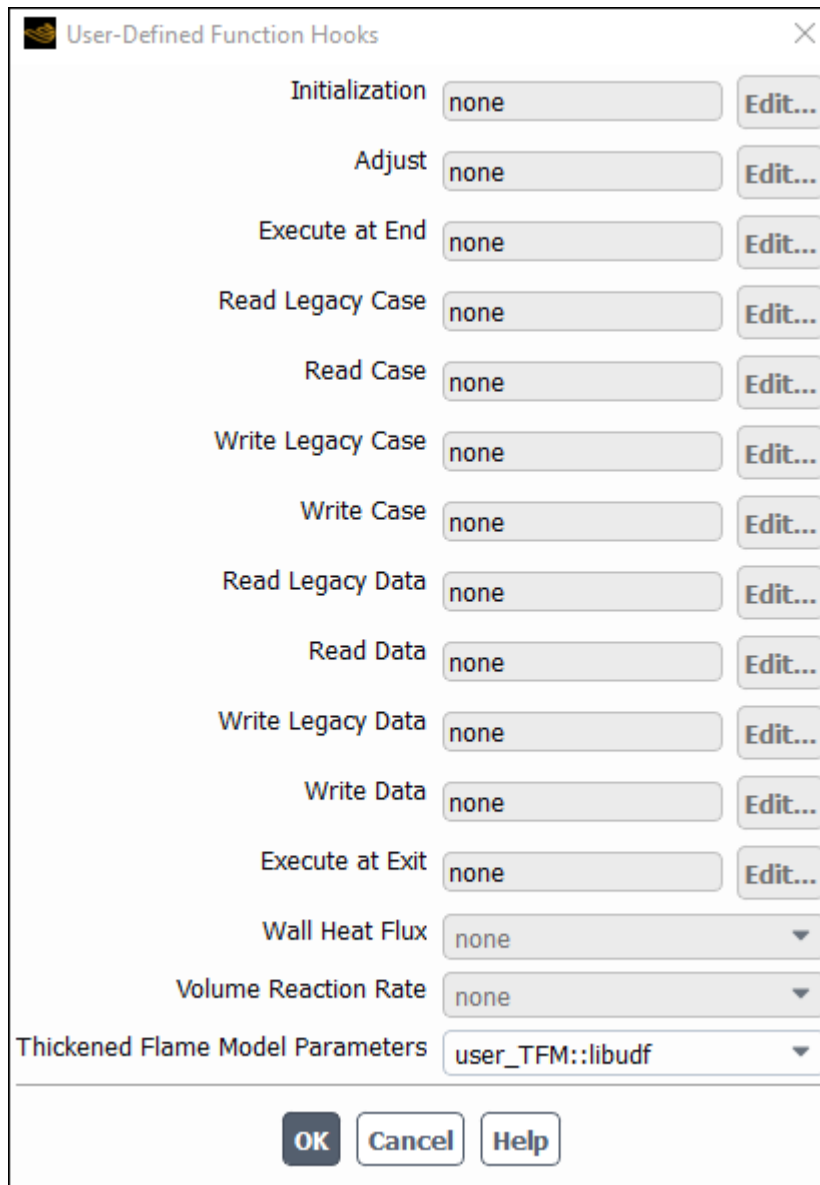 User-Defined Function Hooks
Initialization none Edit...
Adjust none Edit...
Execute at End none Edit...
Read Legacy Case none Edit...
Read Case none Edit...
Write Legacy Case none Edit...
Write Case none Edit...
Read Legacy Data none Edit...
Read Data none Edit...
Write Legacy Data none Edit...
Write Data none Edit...
Execute at Exit none Edit...
Wall Heat Flux none
Volume Reaction Rate none
Thickened Flame Model Parameters user_TFM::libudf
OK Cancel Help